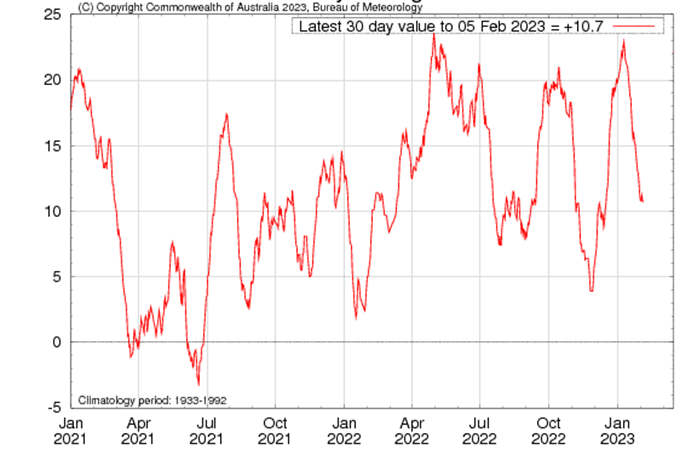 (C) Copyright Commonwealth of Australia 2023, Bureau of Meteorology
Latest 30 day value to 05 Feb 2023 = +10.7
25
20
15
10
5
0
-5
Climatology period: 1933-1992
Jan Apr Jul Oct Jan Apr Jul Oct Jan
2021 2021 2021 2021 2022 2022 2022 2022 2023